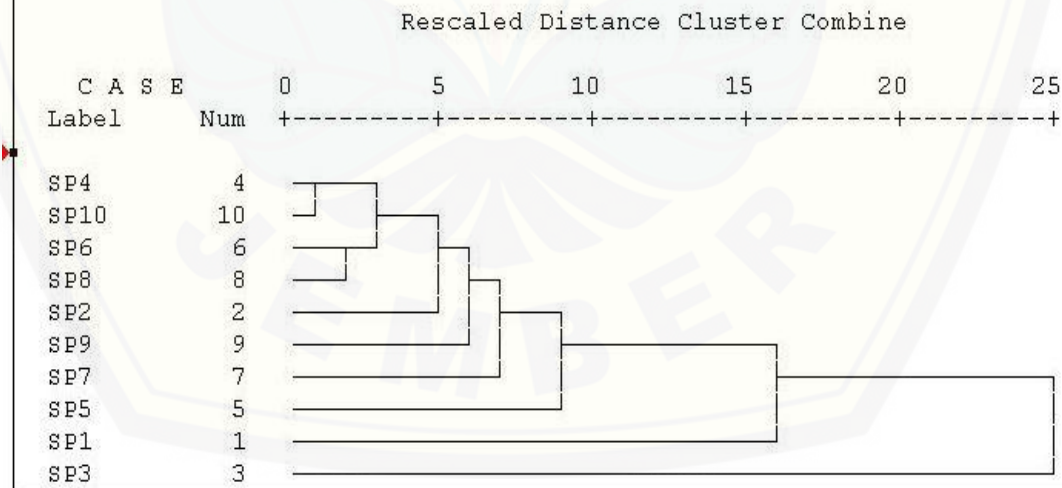 Rescaled Distance Cluster Combine
C A S E 0 5 10 15 20 25
Label Num +---------+---------+---------+---------+---------+
SP4 4
SP10 10
SP6 6
SP8 8
SP2 2
SP9 9
SP7 7
SP5 5
SP1 1
SP3 3
JEMBER